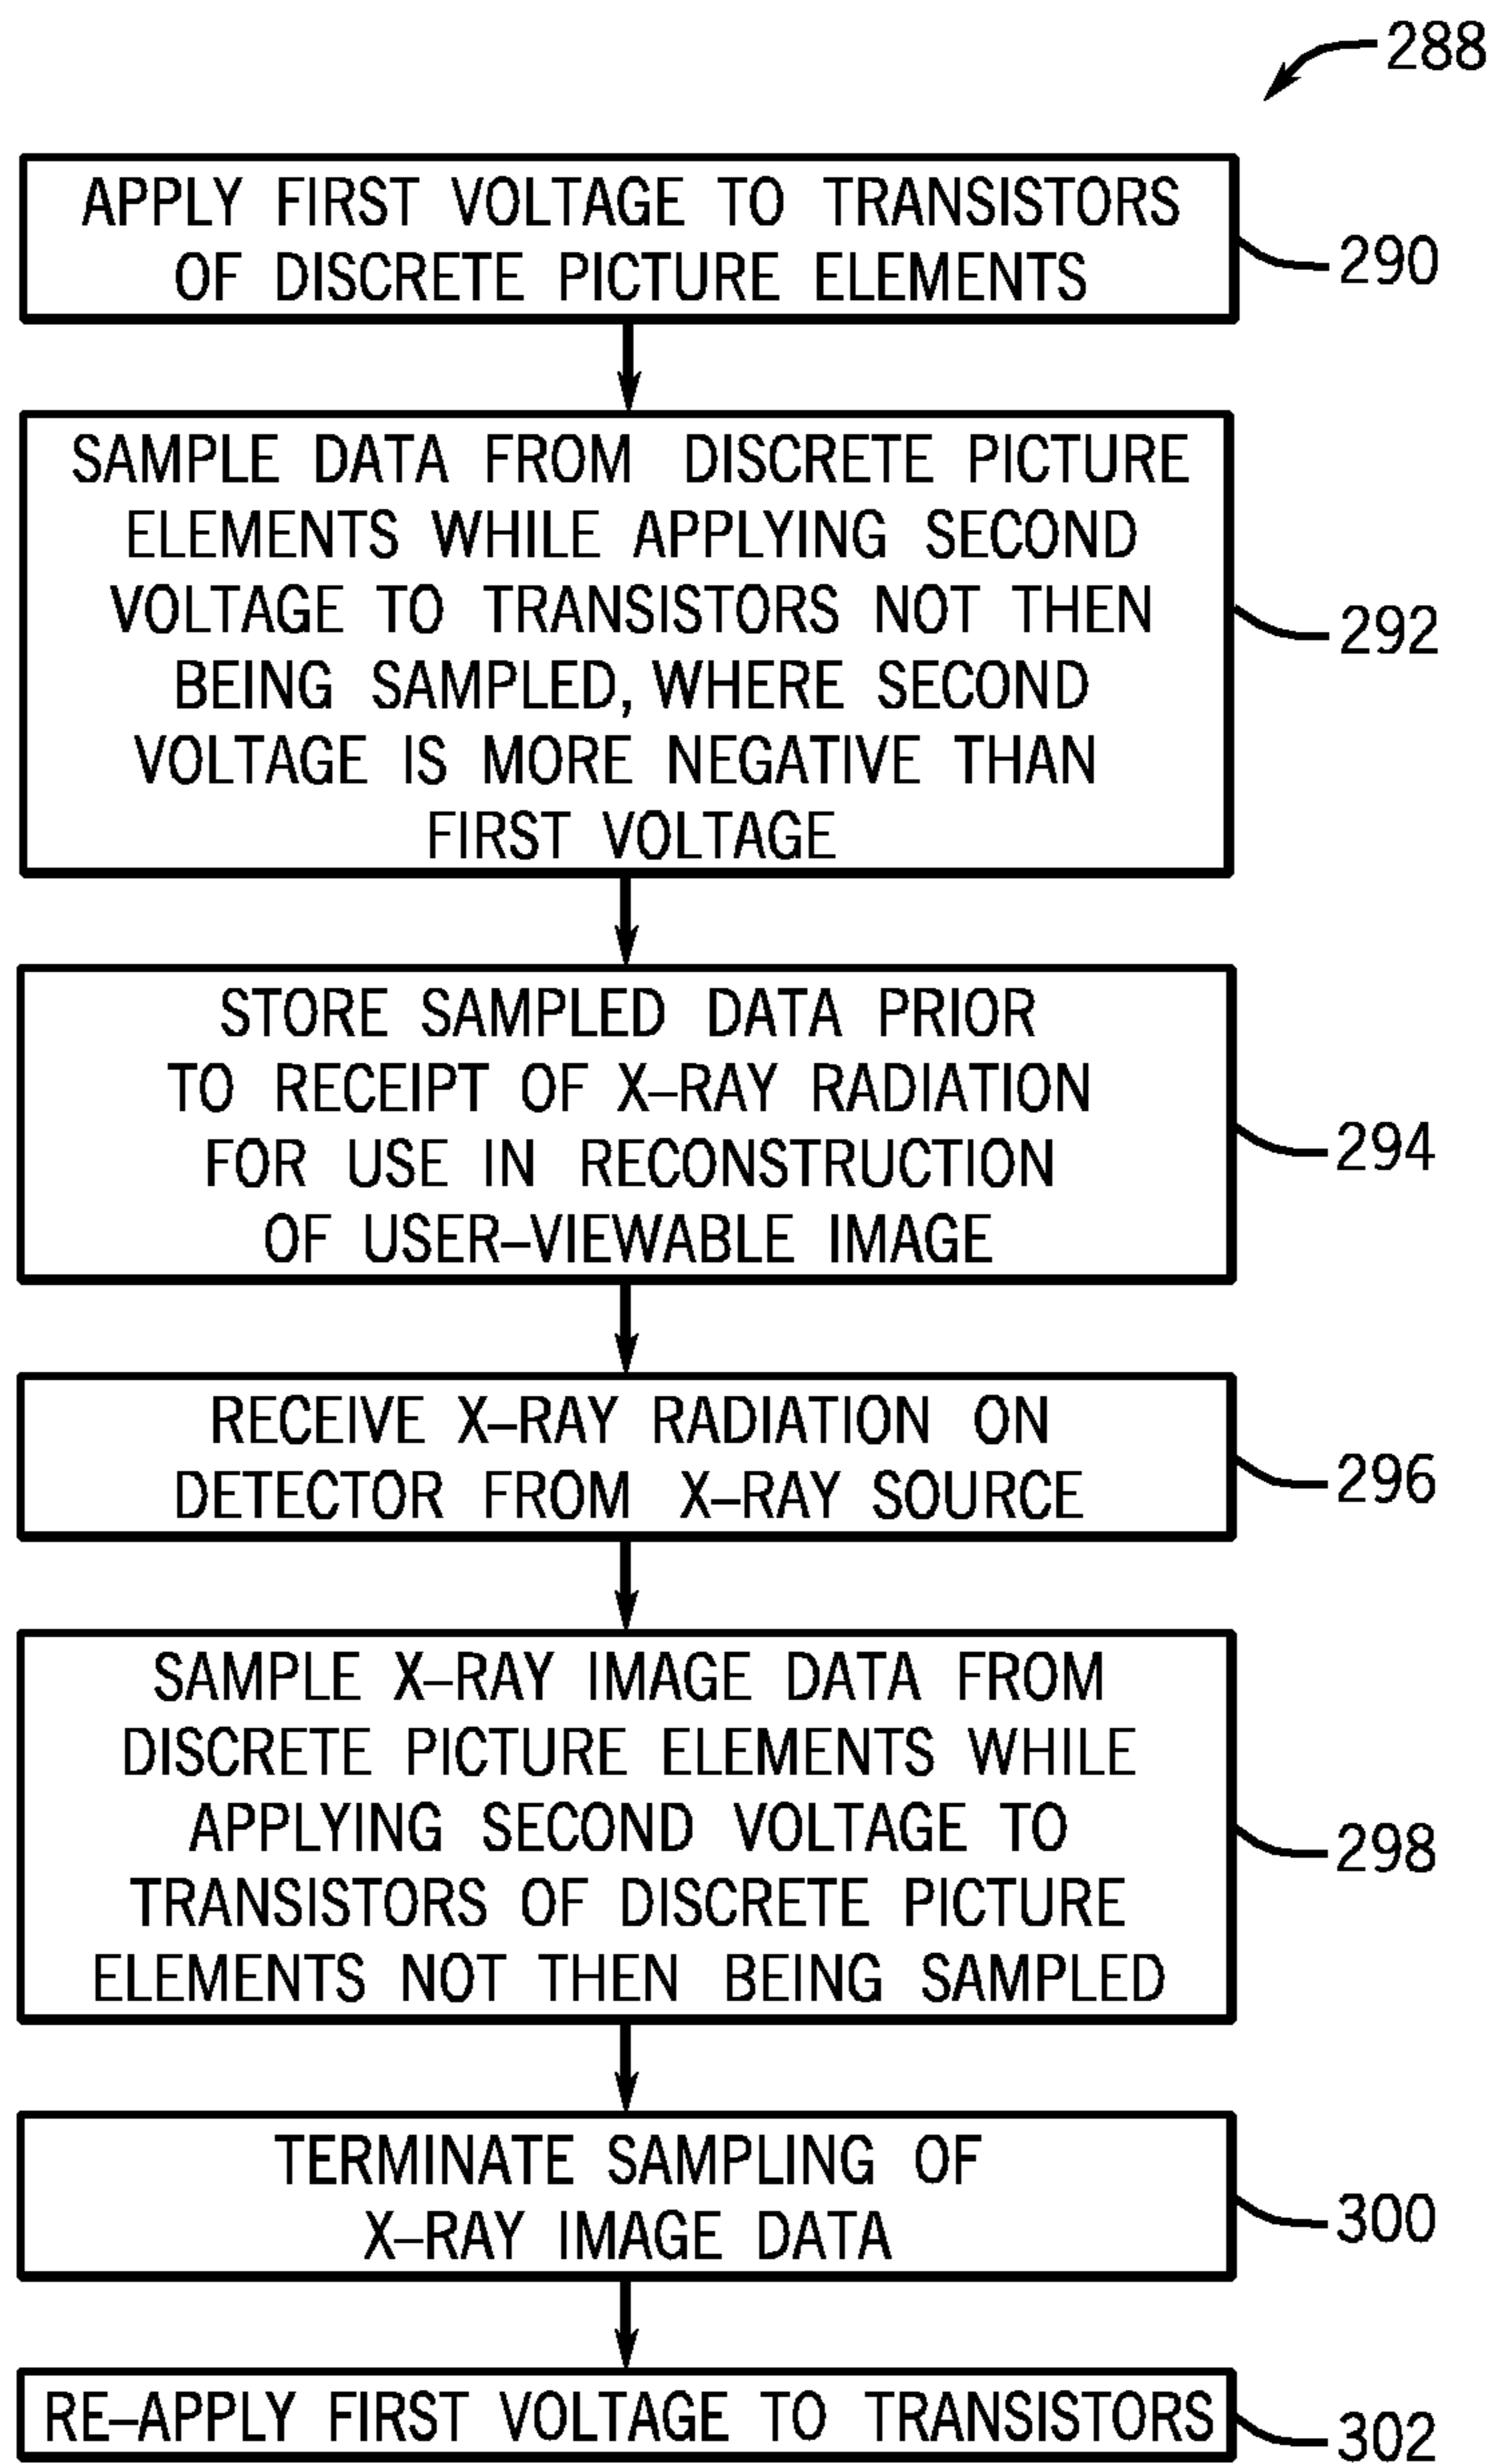 288
APPLY FIRST VOLTAGE TO TRANSISTORS
OF DISCRETE PICTURE ELEMENTS
290
SAMPLE DATA FROM DISCRETE PICTURE
ELEMENTS WHILE APPLYING SECOND
VOLTAGE TO TRANSISTORS NOT THEN
BEING SAMPLED, WHERE SECOND
VOLTAGE IS MORE NEGATIVE THAN
FIRST VOLTAGE
292
STORE SAMPLED DATA PRIOR
TO RECEIPT OF X–RAY RADIATION
FOR USE IN RECONSTRUCTION
OF USER–VIEWABLE IMAGE
294
RECEIVE X–RAY RADIATION ON
DETECTOR FROM X–RAY SOURCE
296
SAMPLE X–RAY IMAGE DATA FROM
DISCRETE PICTURE ELEMENTS WHILE
APPLYING SECOND VOLTAGE TO
TRANSISTORS OF DISCRETE PICTURE
ELEMENTS NOT THEN BEING SAMPLED
298
TERMINATE SAMPLING OF
X–RAY IMAGE DATA
300
RE–APPLY FIRST VOLTAGE TO TRANSISTORS
302